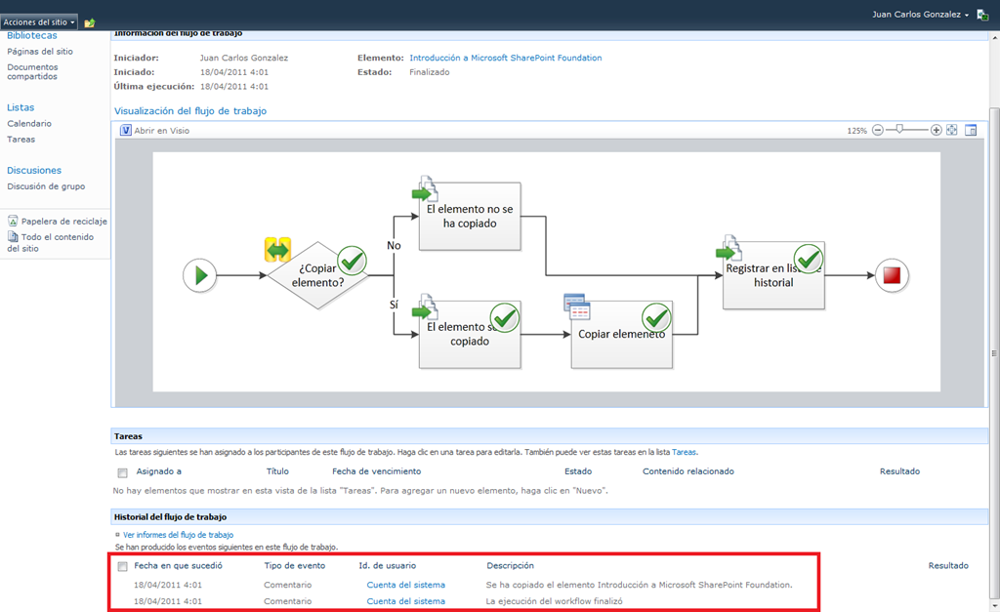 Juan Carlos Gonzalez
Acciones del sitio
Bibliotecas
Páginas del sitio
Documentos
compartidos
Listas
Calendario
Tareas
Discusiones
Discusión de grupo
Papelera de reciclaje
Todo el contenido
del sitio
Información del flujo de trabajo
Iniciador: Juan Carlos Gonzalez Elemento: Introducción a Microsoft SharePoint Foundation
Iniciado: 18/04/2011 4:01 Estado: Finalizado
Última ejecución: 18/04/2011 4:01
Visualización del flujo de trabajo
Abrir en Visio 125%
El elemento no se
ha copiado
No
¿Copiar
elemento?
Sí
El elemento
copiado
Copiar elemeneto
Registrar en
historial
Tareas
Las tareas siguientes se han asignado a los participantes de este flujo de trabajo. Haga clic en una tarea para editarla. También puede ver estas tareas en la lista Tareas.
Asignado a Título Fecha de vencimiento Estado Contenido relacionado Resultado
No hay elementos que mostrar en esta vista de la lista "Tareas". Para agregar un nuevo elemento, haga clic en "Nuevo".
Historial del flujo de trabajo
Ver informes del flujo de trabajo
Se han producido los eventos siguientes en este flujo de trabajo.
Fecha en que sucedió Tipo de evento Id. de usuario Descripción Resultado
18/04/2011 4:01 Comentario Cuenta del sistema Se ha copiado el elemento Introducción a Microsoft SharePoint Foundation.
18/04/2011 4:01 Comentario Cuenta del sistema La ejecución del workflow finalizó